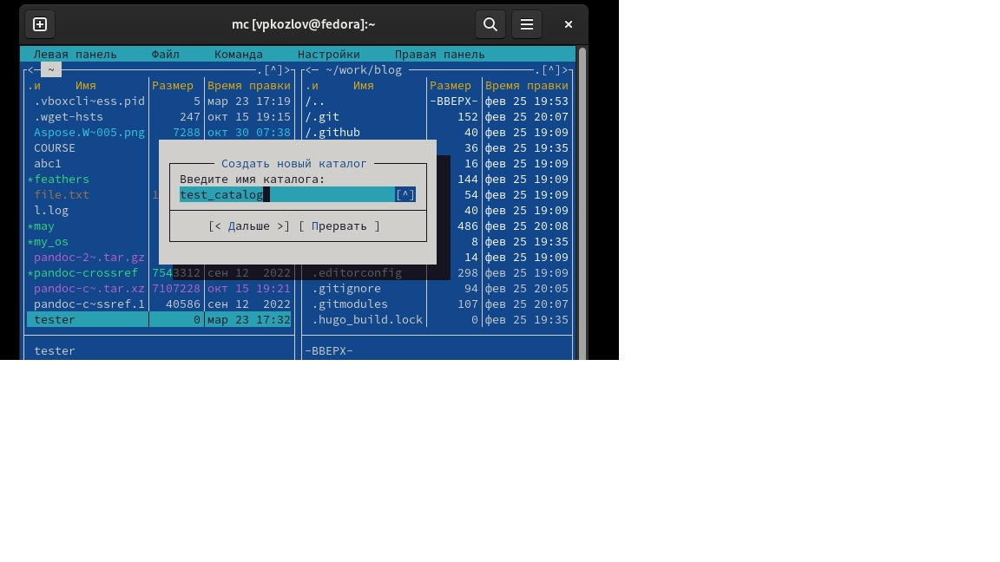 mc [vpkozlov@fedora]:~
Левая панель Файл Команда Настройки Правая панель
<─ ~ .[^]> <─ ~/work/blog .[^]>
.и Имя Размер Время правки .и Имя Размер Время правки
.vboxcli~ess.pid 5 мар 23 17:19 /.. -ВВЕРХ- фев 25 19:53
.wget-hsts 247 окт 15 19:15 /.git 152 фев 25 20:07
Aspose.W~005.png 7288 окт 30 07:38 /.github 40 фев 25 19:09
COURSE 36 фев 25 19:35
abc1 Создать новый каталог 16 фев 25 19:09
*feathers Введите имя каталога: 144 фев 25 19:09
file.txt 1 test_catalog [^] 54 фев 25 19:09
l.log 40 фев 25 19:09
*may [< Дальше >] [ Прервать ] 486 фев 25 20:08
*my_os 8 фев 25 19:35
pandoc-2~.tar.gz 14 фев 25 19:09
*pandoc-crossref 7543312 сен 12 2022 .editorconfig 298 фев 25 19:09
pandoc-c~.tar.xz 7107228 окт 15 19:21 .gitignore 94 фев 25 20:05
pandoc-c~ssref.1 40586 сен 12 2022 .gitmodules 107 фев 25 20:07
tester 0 мар 23 17:32 .hugo_build.lock 0 фев 25 19:35
tester -ВВЕРХ-